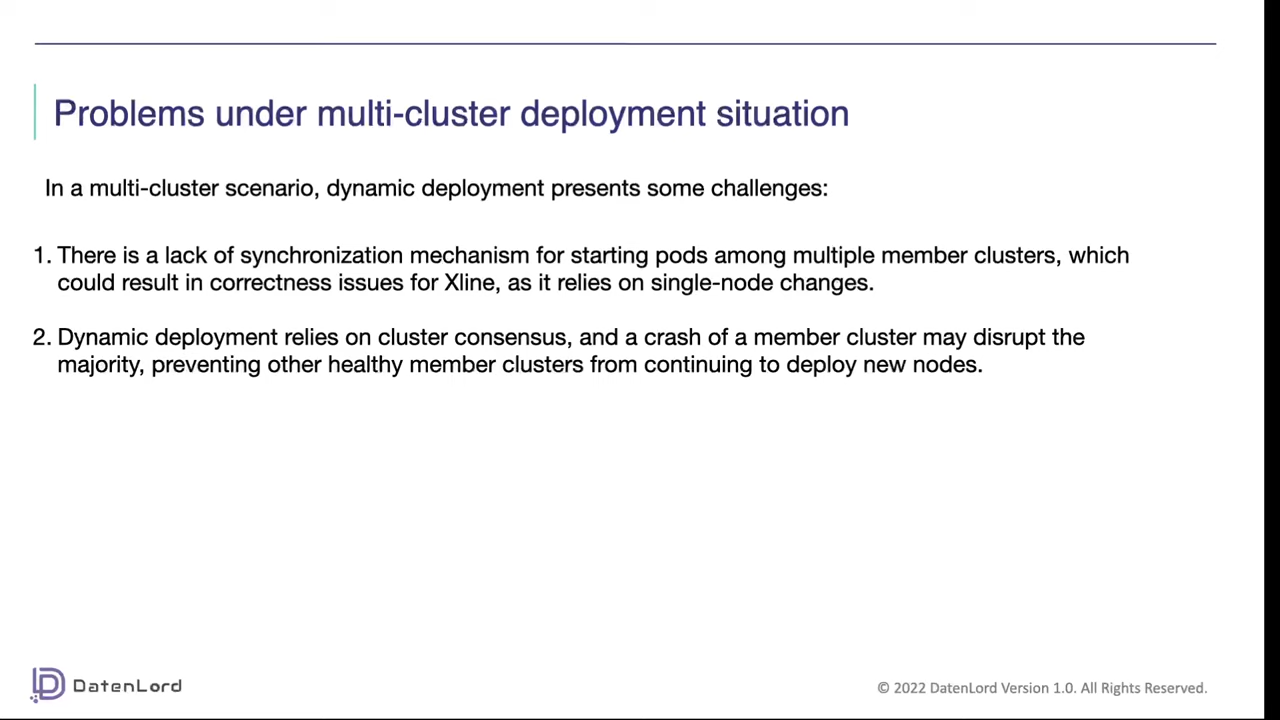 Problems under multi-cluster deployment situation
In a multi-cluster scenario, dynamic deployment presents some challenges:
1. There is a lack of synchronization mechanism for starting pods among multiple member clusters, which
could result in correctness issues for Xline, as it relies on single-node changes.
2. Dynamic deployment relies on cluster consensus, and a crash of a member cluster may disrupt the
majority, preventing other healthy member clusters from continuing to deploy new nodes.
DatenLord
© 2022 DatenLord Version 1.0. All Rights Reserved.